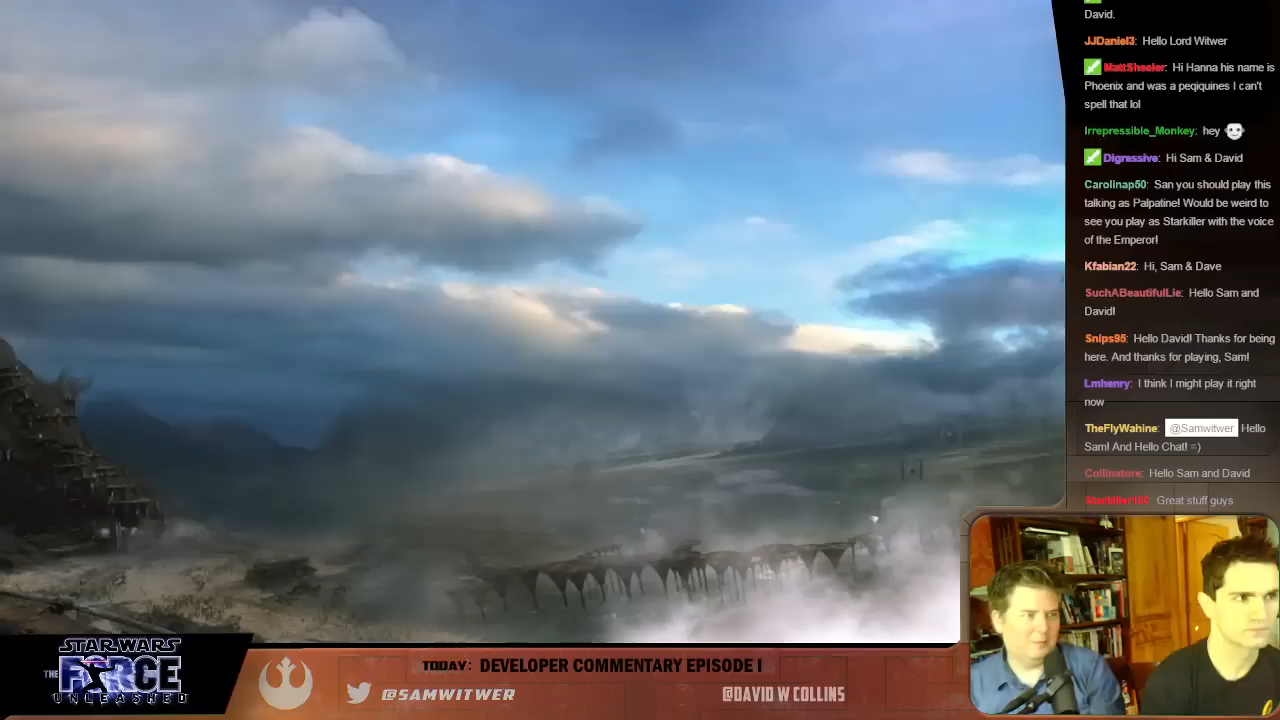 David.
JJDaniel3: Hello Lord Witwer
MattSheeler: Hi Hanna his name is
Phoenix and was a peqiquines I can't
spell that lol
Irrepressible_Monkey: hey
Digressive: Hi Sam & David
Carolinap50: San you should play this
talking as Palpatine! Would be weird to
see you play as Starkiller with the voice
of the Emperor!
Kfabian22: Hi, Sam & Dave
SuchABeautifulLie: Hello Sam and
David!
Snips95: Hello David! Thanks for being
here. And thanks for playing, Sam!
Lmhenry: I think I might play it right
now
TheFlyWahine: @Samwitwer Hello
Sam! And Hello Chat! =)
Collinatore: Hello Sam and David
Great stuff guys
STAR WARS
THE FORCE
UNLEASHED
TODAY: DEVELOPER COMMENTARY EPISODE I
@SAMWITWER
@DAVID W COLLINS